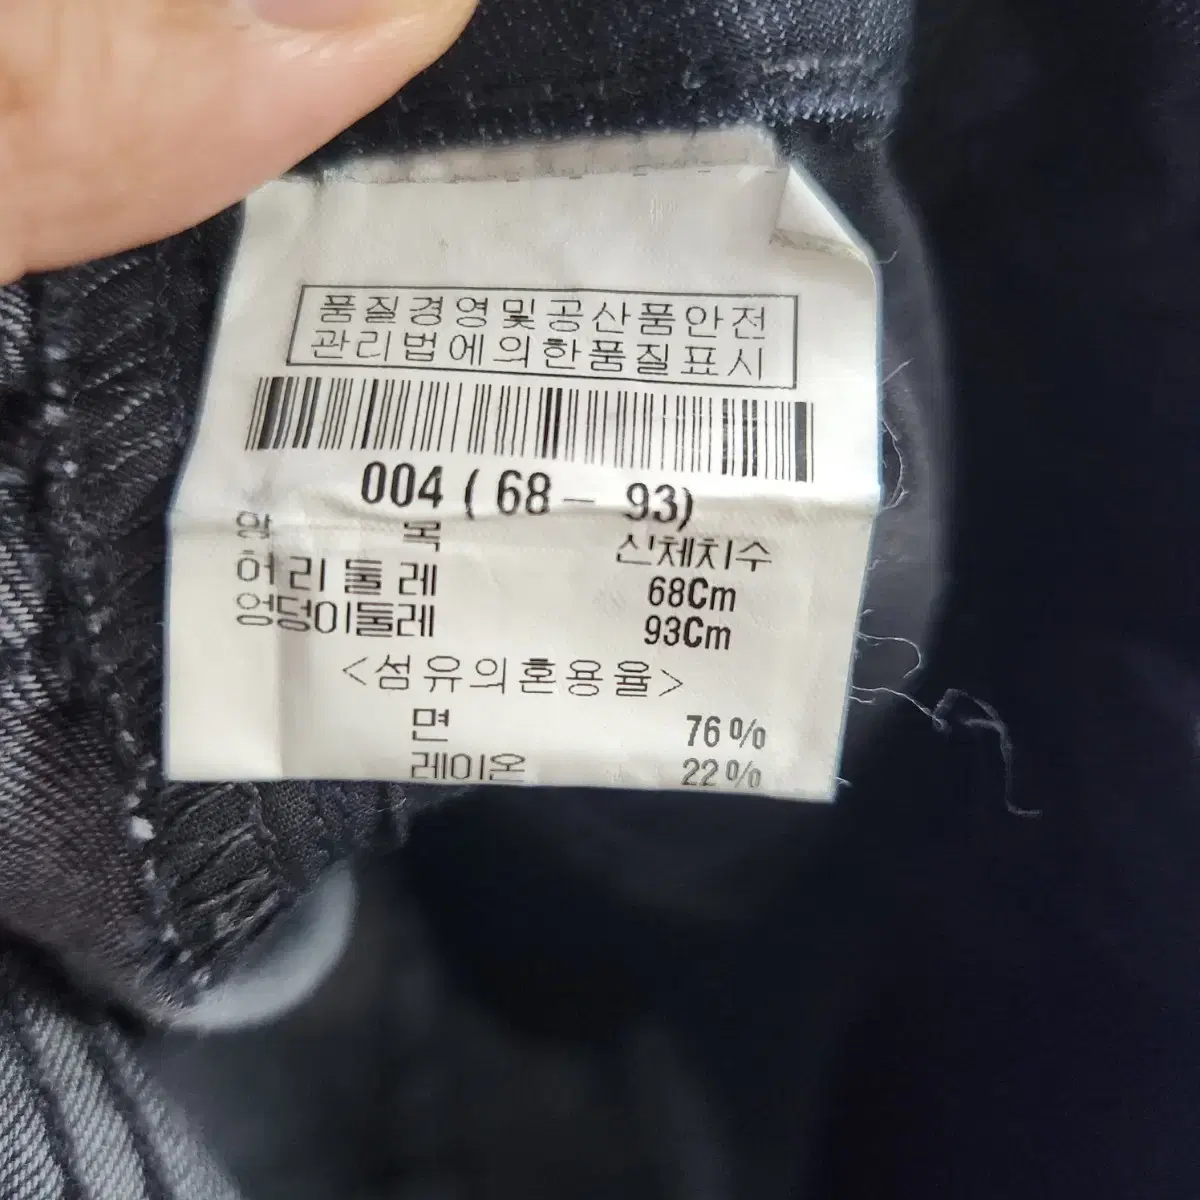 품질경영및공산품안전
관리법에의한품질표시
004 ( 68 - 93)
항 목 신체치수
허리둘레 68Cm
엉덩이둘레 93Cm
<섬유의혼용율>
면 76%
레이온 22%